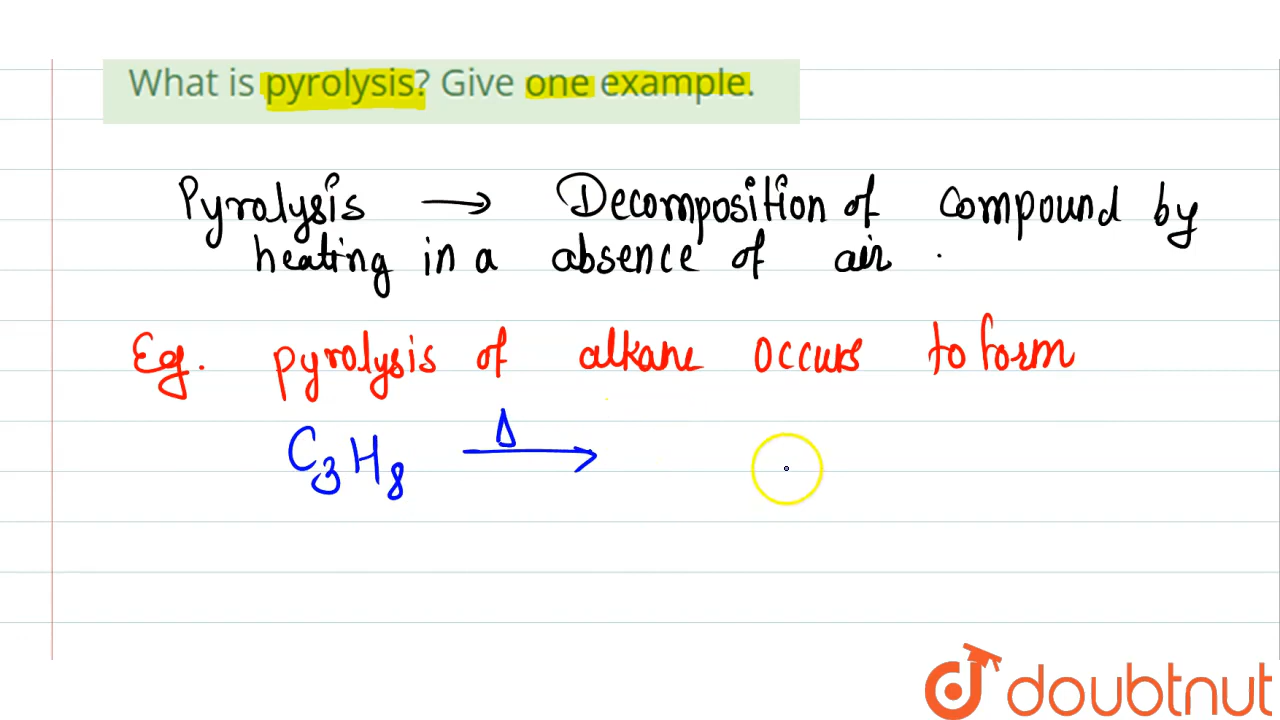 What is pyrolysis? Give one example.
Pyrolysis → Decomposition of compound by
heating in a absence of air.
Eg. pyrolysis of alkane occurs to form
C₃H₈ Δ→
doubtnut